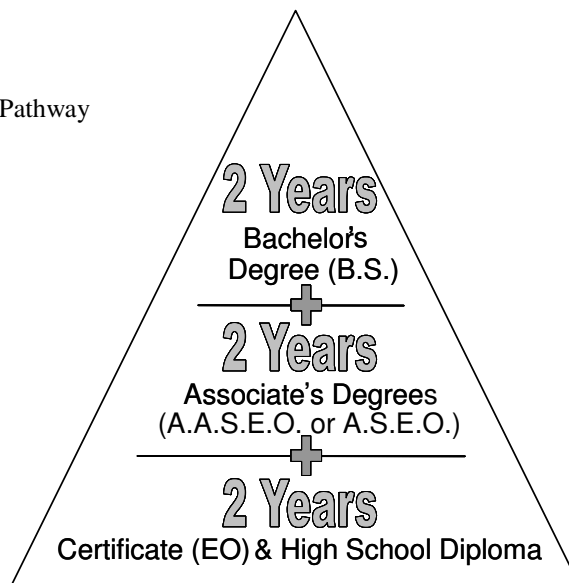 Pathway
2 Years
Bachelor's
Degree (B.S.)
+
2 Years
Associate's Degrees
(A.A.S.E.O. or A.S.E.O.)
+
2 Years
Certificate (EO) & High School Diploma